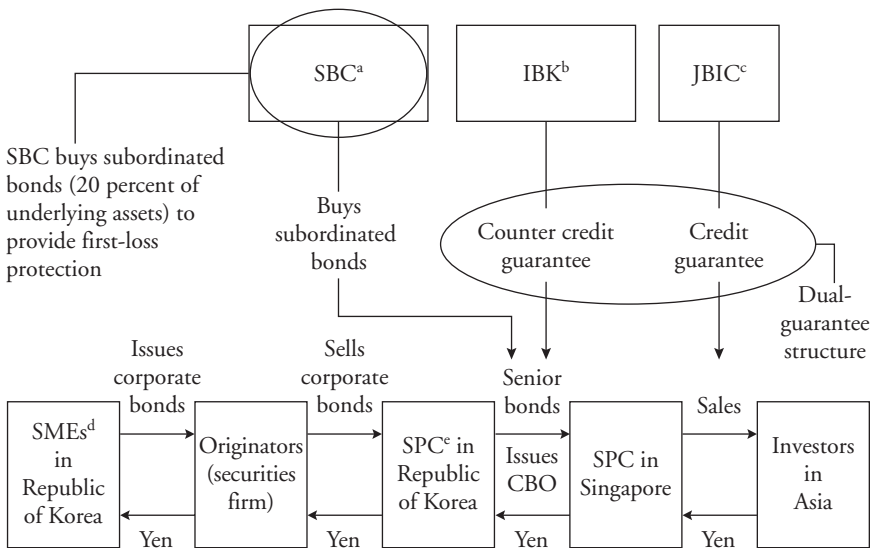 SBCa
IBKb
JBICc
SBC buys subordinated
bonds (20 percent of
underlying assets) to
provide first-loss
protection
Buys
subordinated
bonds
Counter credit
guarantee
Credit
guarantee
Dual-
guarantee
structure
Issues
corporate
bonds
Sells
corporate
bonds
Senior
bonds
Sales
SMEsd
in
Republic
of Korea
Originators
(securities
firm)
SPCe in
Republic
of Korea
Issues
CBO
SPC in
Singapore
Investors
in
Asia
Yen
Yen
Yen
Yen